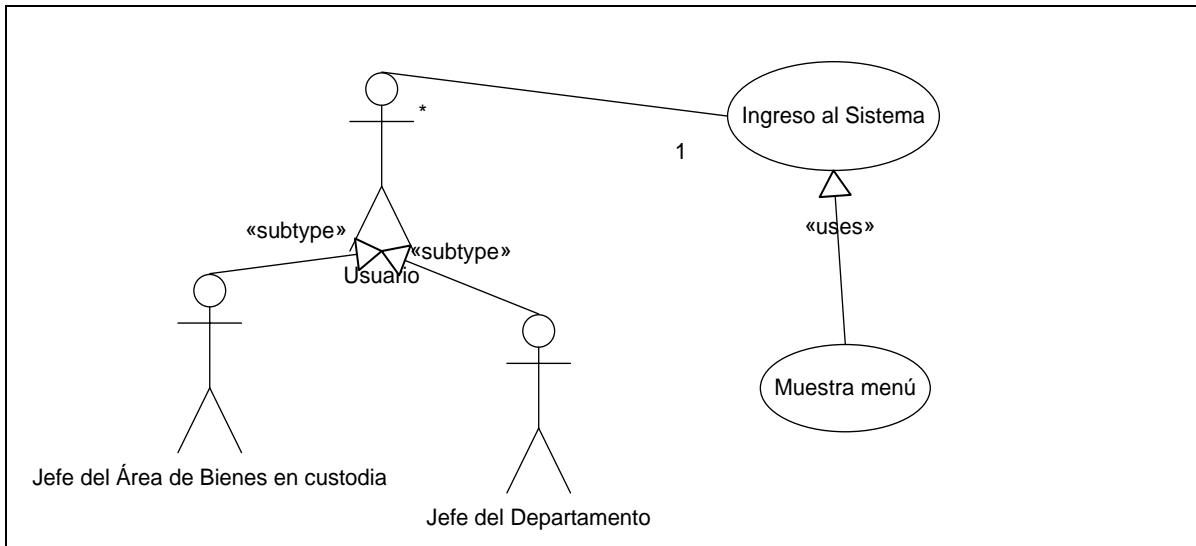 *
Ingreso al Sistema
1
«subtype»
«uses»
«subtype»
Usuario
Muestra menú
Jefe del Área de Bienes en custodia
Jefe del Departamento